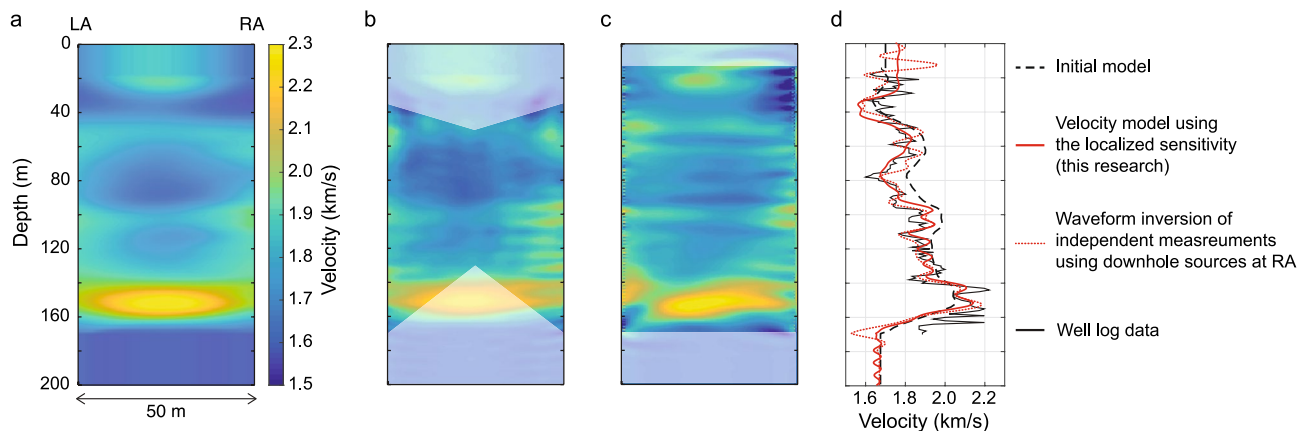 a
LA
RA
b
c
d
0
40
80
120
160
200
Depth (m)
50 m
2.3
2.2
2.1
2.0
1.9
1.8
1.7
1.6
1.5
Velocity (km/s)
1.6
1.8
2.0
2.2
Velocity (km/s)
Initial model
Velocity model using
the localized sensitivity
(this research)
Waveform inversion of
independent measreuments
using downhole sources at RA
Well log data